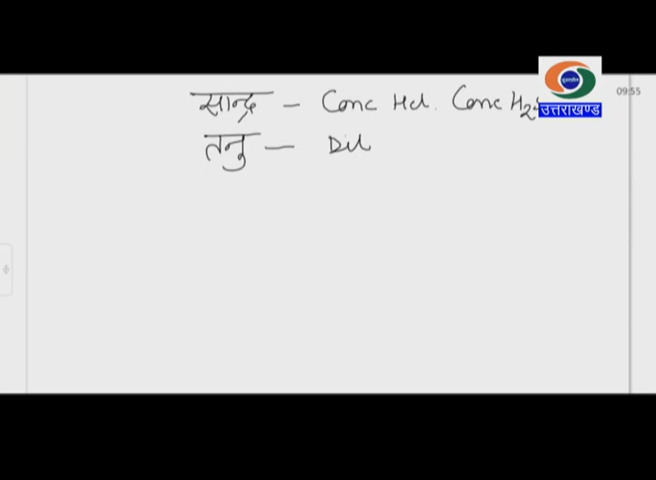 सान्द्र – Conc Hcl. Conc H₂
तनु – Dil
उत्तराखण्ड
09:55